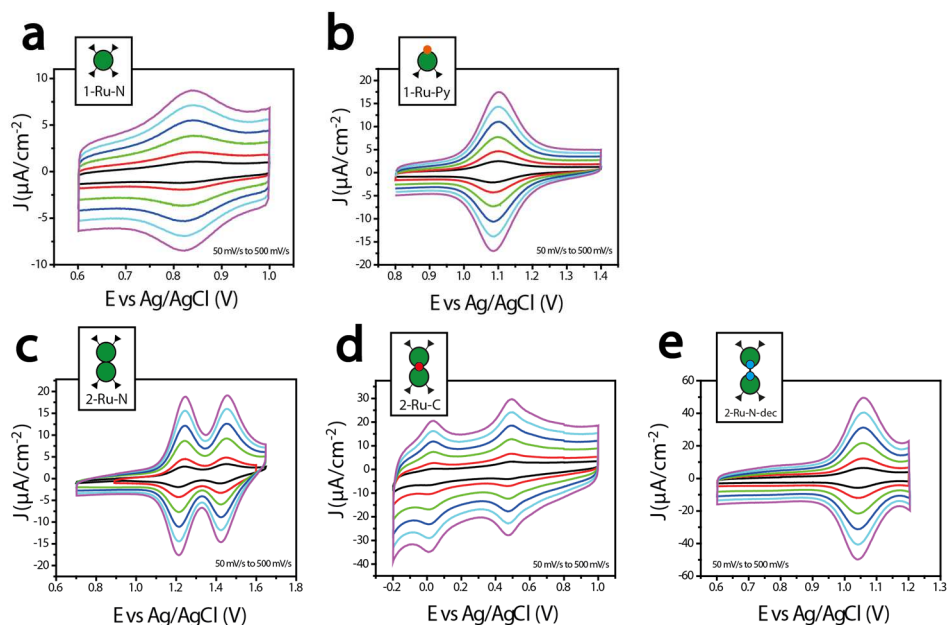 a
1-Ru-N
J (μA/cm⁻²)
10
5
0
-5
-10
0.6 0.7 0.8 0.9 1.0
50 mV/s to 500 mV/s
E vs Ag/AgCl (V)
b
1-Ru-Py
J (μA/cm⁻²)
20
15
10
5
0
-5
-10
-15
-20
0.8 0.9 1.0 1.1 1.2 1.3 1.4
50 mV/s to 500 mV/s
E vs Ag/AgCl (V)
c
2-Ru-N
J (μA/cm⁻²)
20
15
10
5
0
-5
-10
-15
-20
0.6 0.8 1.0 1.2 1.4 1.6 1.8
50 mV/s to 500 mV/s
E vs Ag/AgCl (V)
d
2-Ru-C
J (μA/cm⁻²)
30
20
10
0
-10
-20
-30
-40
-0.2 0.0 0.2 0.4 0.6 0.8 1.0
50 mV/s to 500 mV/s
E vs Ag/AgCl (V)
e
2-Ru-N-dec
J (μA/cm⁻²)
60
40
20
0
-20
-40
-60
0.6 0.7 0.8 0.9 1.0 1.1 1.2 1.3
50 mV/s to 500 mV/s
E vs Ag/AgCl (V)